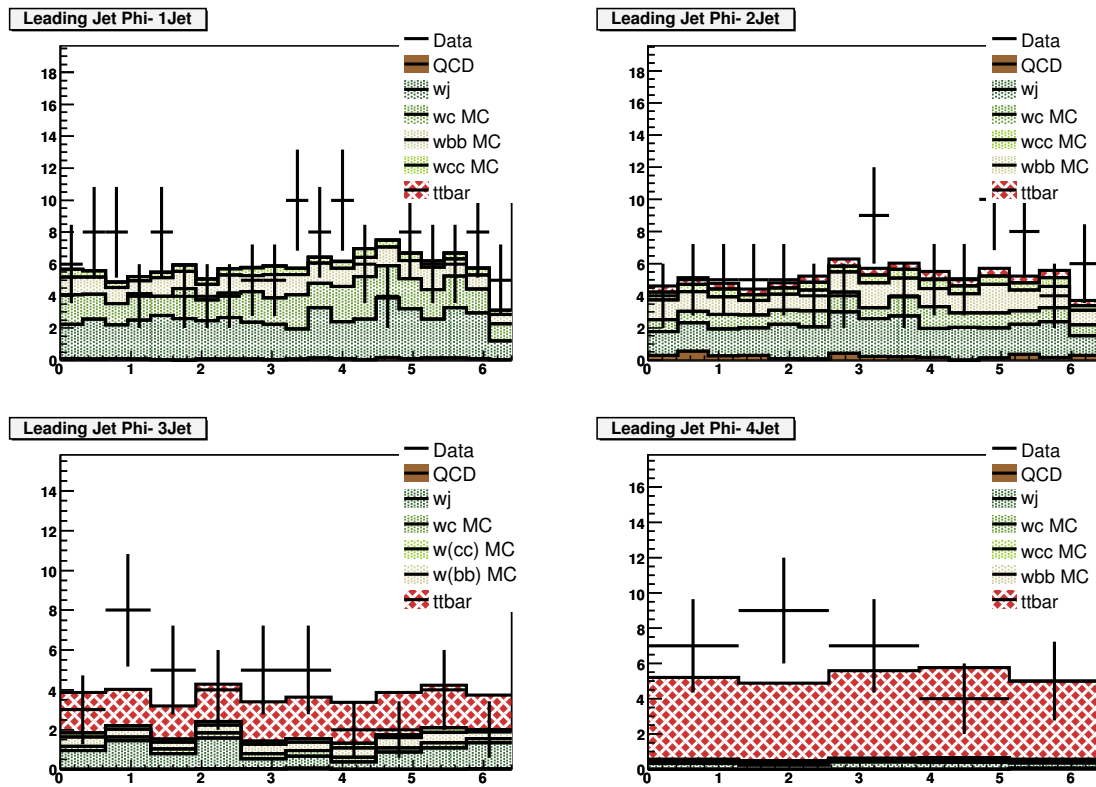 Leading Jet Phi- 1Jet
Data
QCD
wj
wc MC
wbb MC
wcc MC
ttbar
18
16
14
12
10
8
6
4
2
0
0 1 2 3 4 5 6
Leading Jet Phi- 2Jet
Data
QCD
wj
wc MC
wcc MC
wbb MC
ttbar
18
16
14
12
10
8
6
4
2
0
0 1 2 3 4 5 6
Leading Jet Phi- 3Jet
Data
QCD
wj
wc MC
w(cc) MC
w(bb) MC
ttbar
14
12
10
8
6
4
2
0
0 1 2 3 4 5 6
Leading Jet Phi- 4Jet
Data
QCD
wj
wc MC
wcc MC
wbb MC
ttbar
16
14
12
10
8
6
4
2
0
0 1 2 3 4 5 6